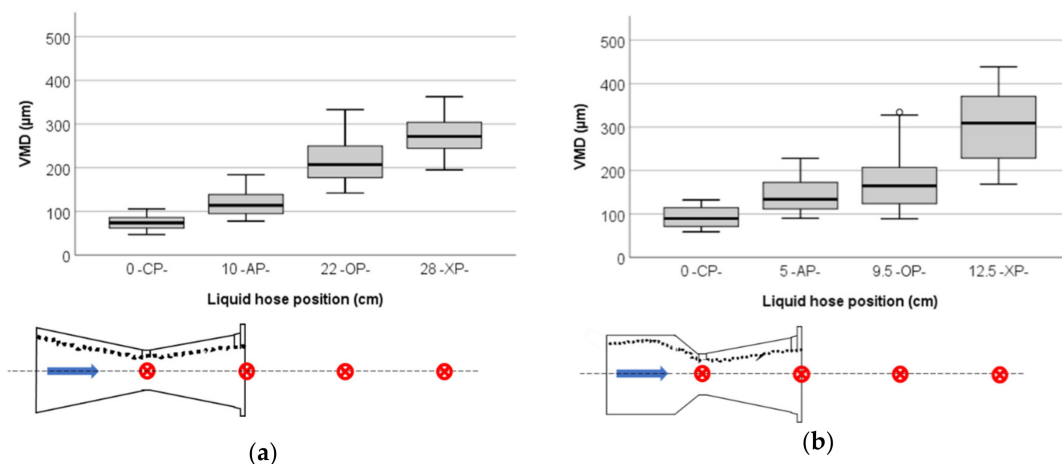 500
400
300
200
100
0
VMD (µm)
0 -CP-
10 -AP-
22 -OP-
28 -XP-
Liquid hose position (cm)
(a)
500
400
300
200
100
0
VMD (µm)
0 -CP-
5 -AP-
9.5 -OP-
12.5 -XP-
Liquid hose position (cm)
(b)